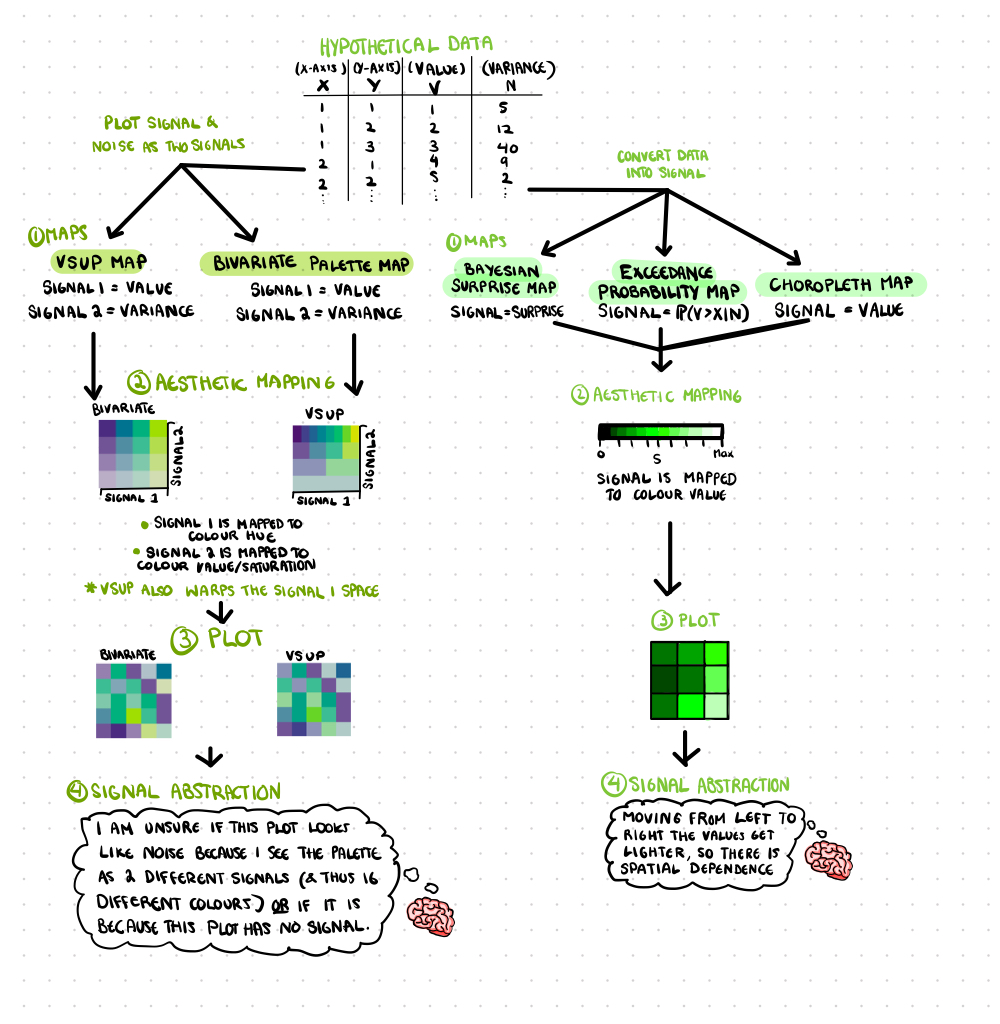 HYPOTHETICAL DATA
(X-AXIS) (Y-AXIS) (VALUE) (VARIANCE)
X Y V N
1 1 1 5
1 2 2 12
1 3 3 40
2 1 4 9
2 2 5 2
... ... ... ...
PLOT SIGNAL &
NOISE AS TWO SIGNALS
① MAPS
VSUP MAP
SIGNAL 1 = VALUE
SIGNAL 2 = VARIANCE
BIVARIATE PALETTE MAP
SIGNAL 1 = VALUE
SIGNAL 2 = VARIANCE
② AESTHETIC MAPPING
BIVARIATE
SIGNAL 2
SIGNAL 1
VSUP
SIGNAL 2
SIGNAL 1
• SIGNAL 1 IS MAPPED TO
COLOUR HUE
• SIGNAL 2 IS MAPPED TO
COLOUR VALUE/SATURATION
* VSUP ALSO WARPS THE SIGNAL 1 SPACE
③ PLOT
BIVARIATE
VSUP
④ SIGNAL ABSTRACTION
I AM UNSURE IF THIS PLOT LOOKS
LIKE NOISE BECAUSE I SEE THE PALETTE
AS 2 DIFFERENT SIGNALS (& THUS 16
DIFFERENT COLOURS) OR IF IT IS
BECAUSE THIS PLOT HAS NO SIGNAL.
CONVERT DATA
INTO SIGNAL
① MAPS
BAYESIAN
SURPRISE MAP
SIGNAL = SURPRISE
EXCEEDANCE
PROBABILITY MAP
SIGNAL = P(V>X|N)
CHOROPLETH MAP
SIGNAL = VALUE
② AESTHETIC MAPPING
0 S Max
SIGNAL IS MAPPED
TO COLOUR VALUE
③ PLOT
④ SIGNAL ABSTRACTION
MOVING FROM LEFT TO
RIGHT THE VALUES GET
LIGHTER, SO THERE IS
SPATIAL DEPENDENCE